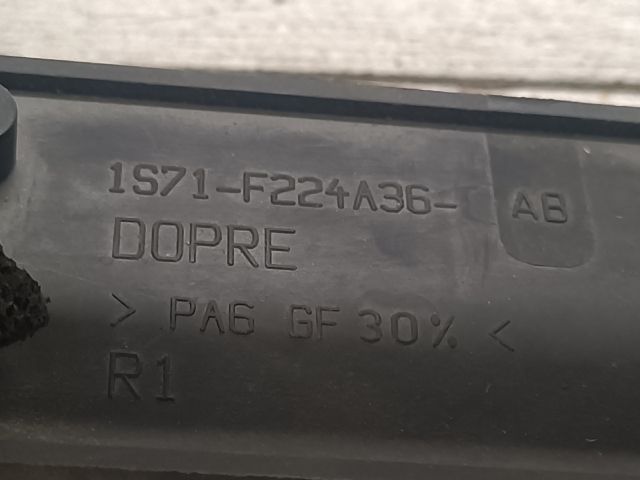 1S71-F224A36- AB
DOPRE
> PA6 GF 30% <
R1